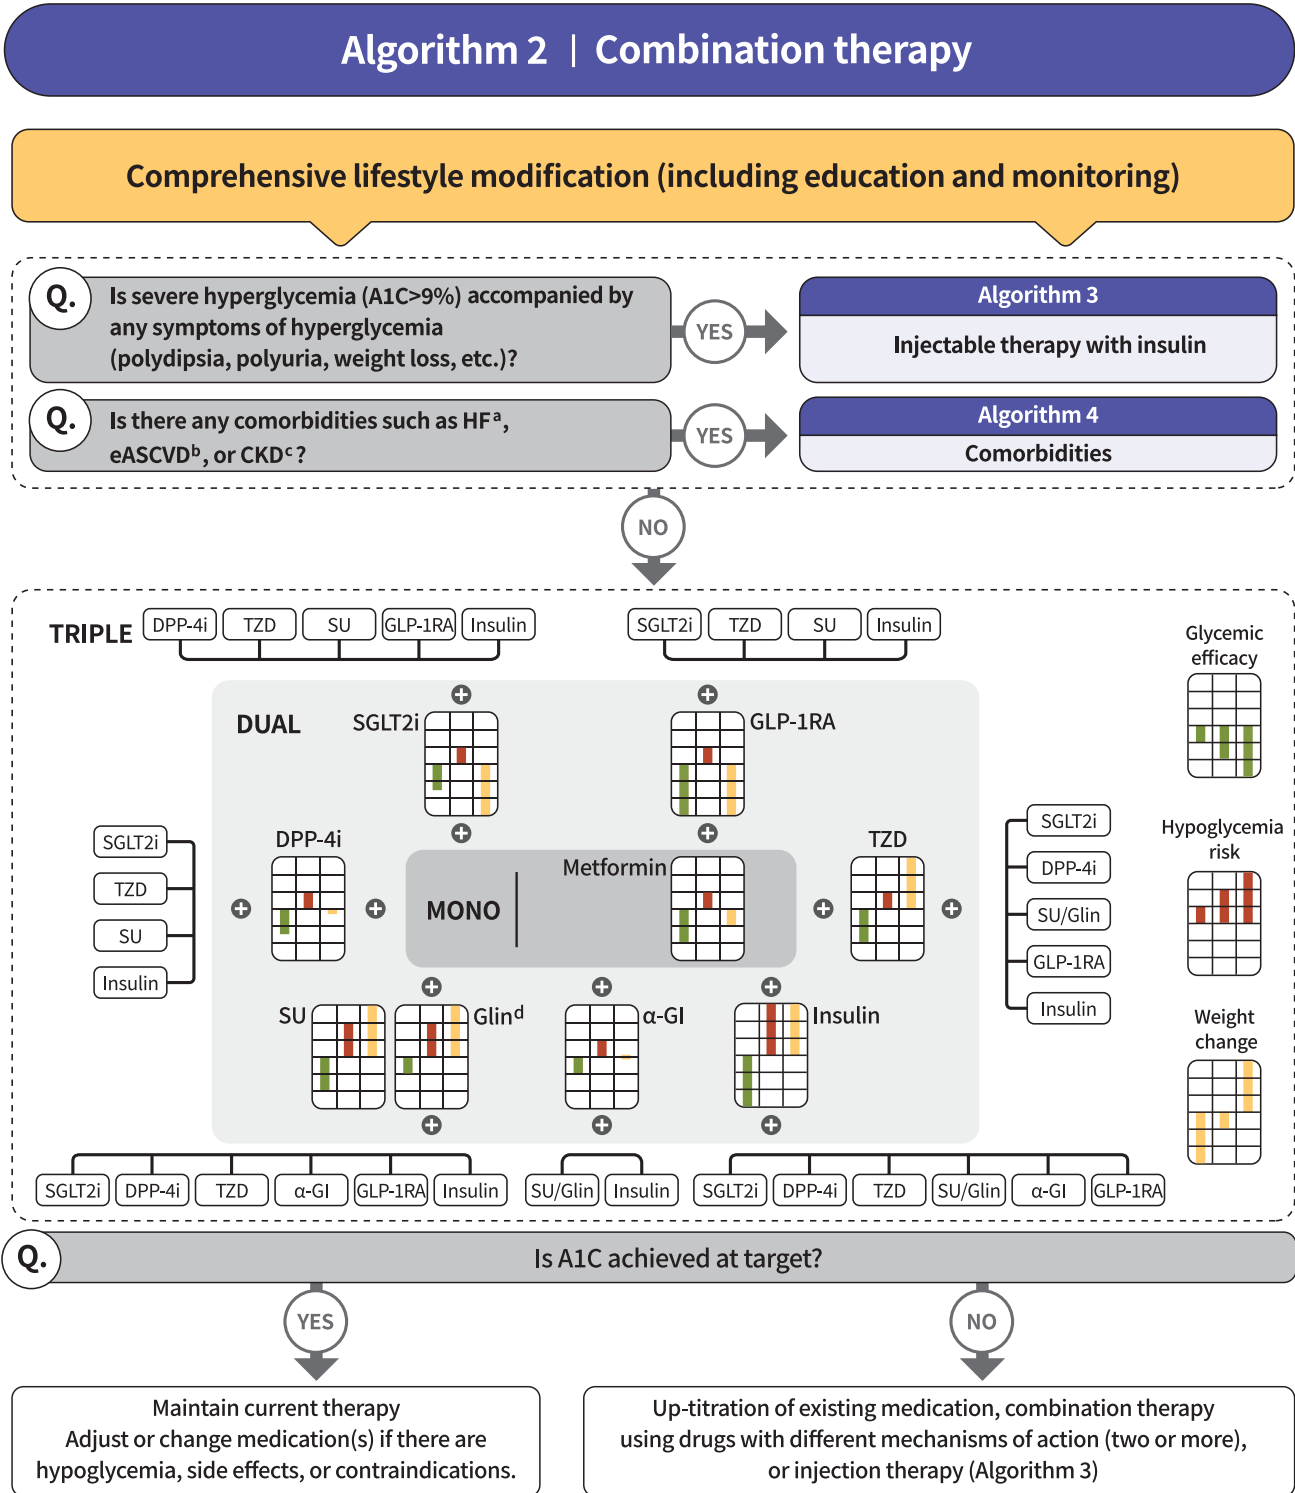 Algorithm 2 | Combination therapy
Comprehensive lifestyle modification (including education and monitoring)
Q.
Is severe hyperglycemia (A1C>9%) accompanied by
any symptoms of hyperglycemia
(polydipsia, polyuria, weight loss, etc.)?
YES
Algorithm 3
Injectable therapy with insulin
Q.
Is there any comorbidities such as HFᵃ,
eASCVDᵇ, or CKDᶜ?
YES
Algorithm 4
Comorbidities
NO
TRIPLE
DPP-4i
TZD
SU
GLP-1RA
Insulin
SGLT2i
TZD
SU
Insulin
Glycemic
efficacy
DUAL
SGLT2i
GLP-1RA
SGLT2i
TZD
SU
Insulin
DPP-4i
MONO
Metformin
TZD
SGLT2i
DPP-4i
SU/Glin
GLP-1RA
Insulin
Hypoglycemia
risk
SU
Glinᵈ
α-GI
Insulin
Weight
change
SGLT2i
DPP-4i
TZD
α-GI
GLP-1RA
Insulin
SU/Glin
Insulin
SGLT2i
DPP-4i
TZD
SU/Glin
α-GI
GLP-1RA
Q.
Is A1C achieved at target?
YES
NO
Maintain current therapy
Adjust or change medication(s) if there are
hypoglycemia, side effects, or contraindications.
Up-titration of existing medication, combination therapy
using drugs with different mechanisms of action (two or more),
or injection therapy (Algorithm 3)